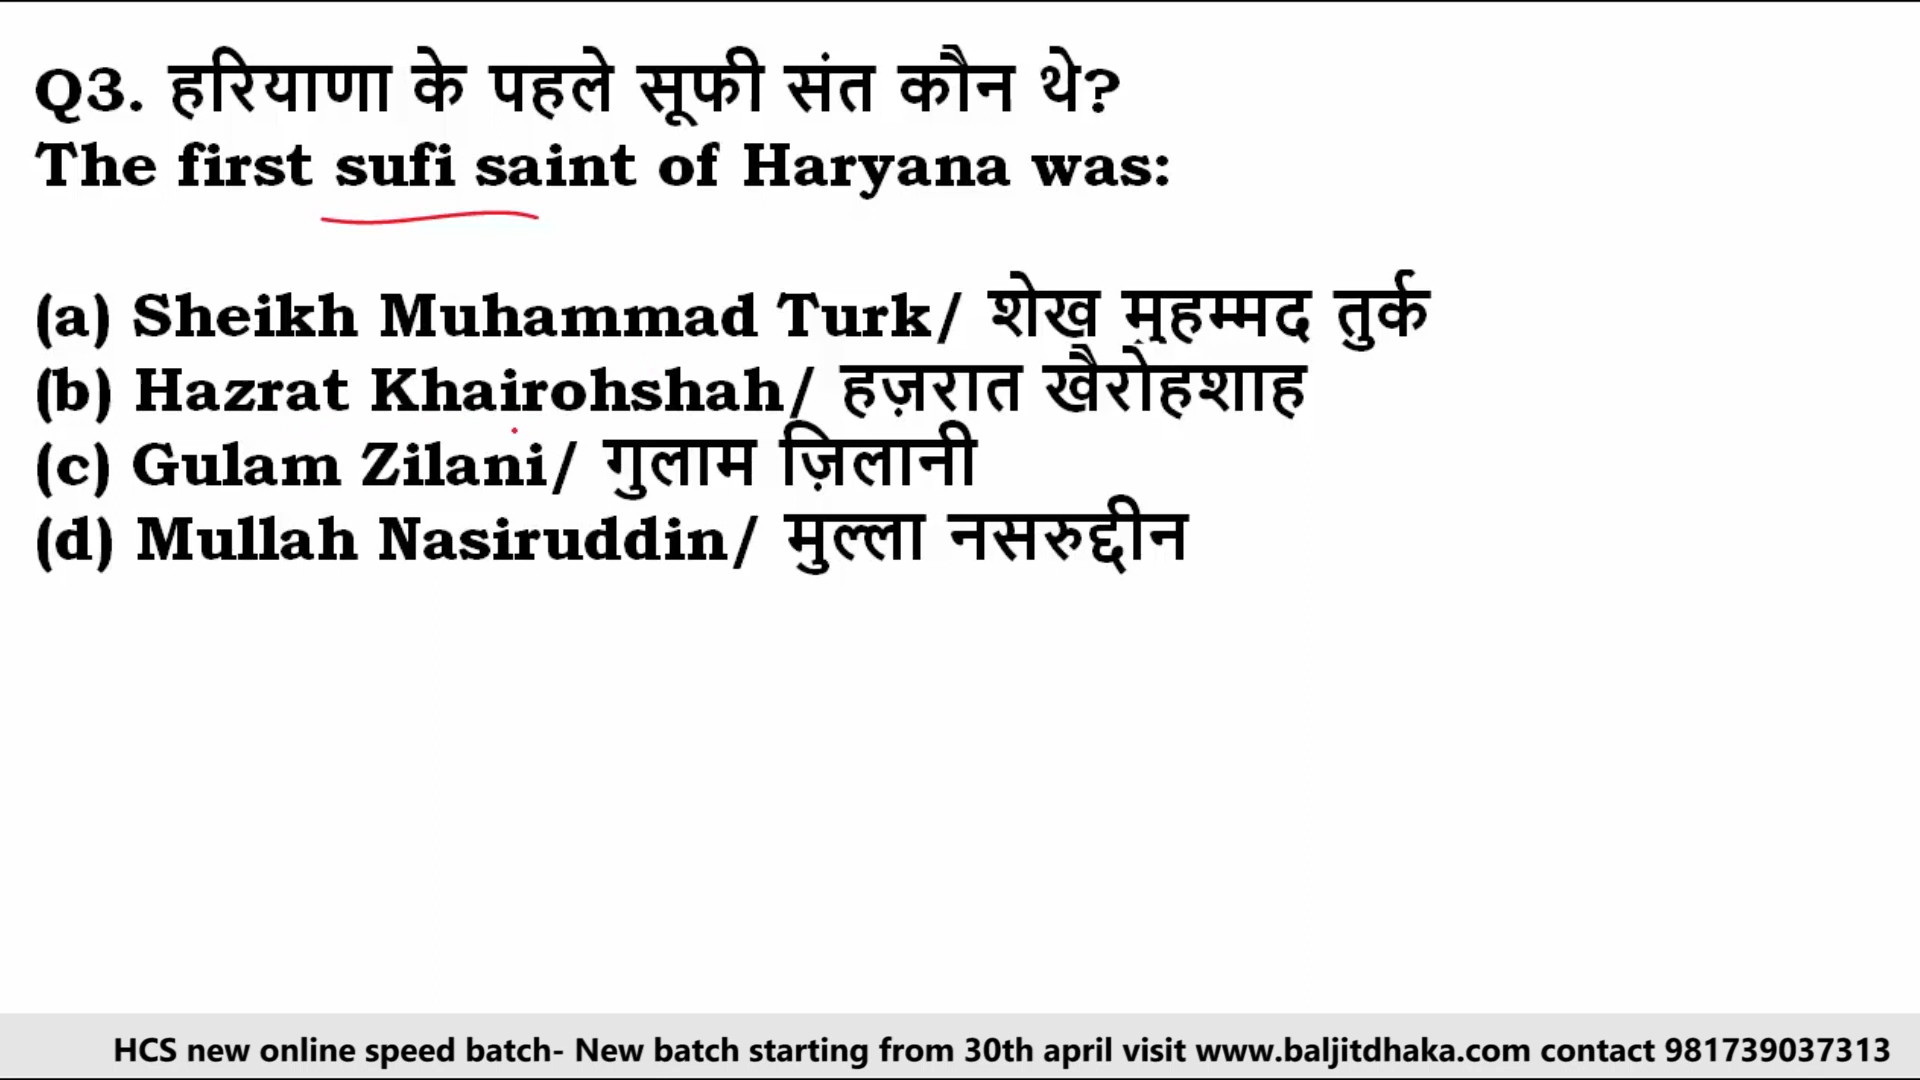 Q3. हरियाणा के पहले सूफी संत कौन थे?
The first sufi saint of Haryana was:
(a) Sheikh Muhammad Turk/ शेख मुहम्मद तुर्क
(b) Hazrat Khairohshah/ हज़रात खैरोहशाह
(c) Gulam Zilani/ गुलाम ज़िलानी
(d) Mullah Nasiruddin/ मुल्ला नसरुद्दीन
HCS new online speed batch- New batch starting from 30th april visit www.baljitdhaka.com contact 981739037313